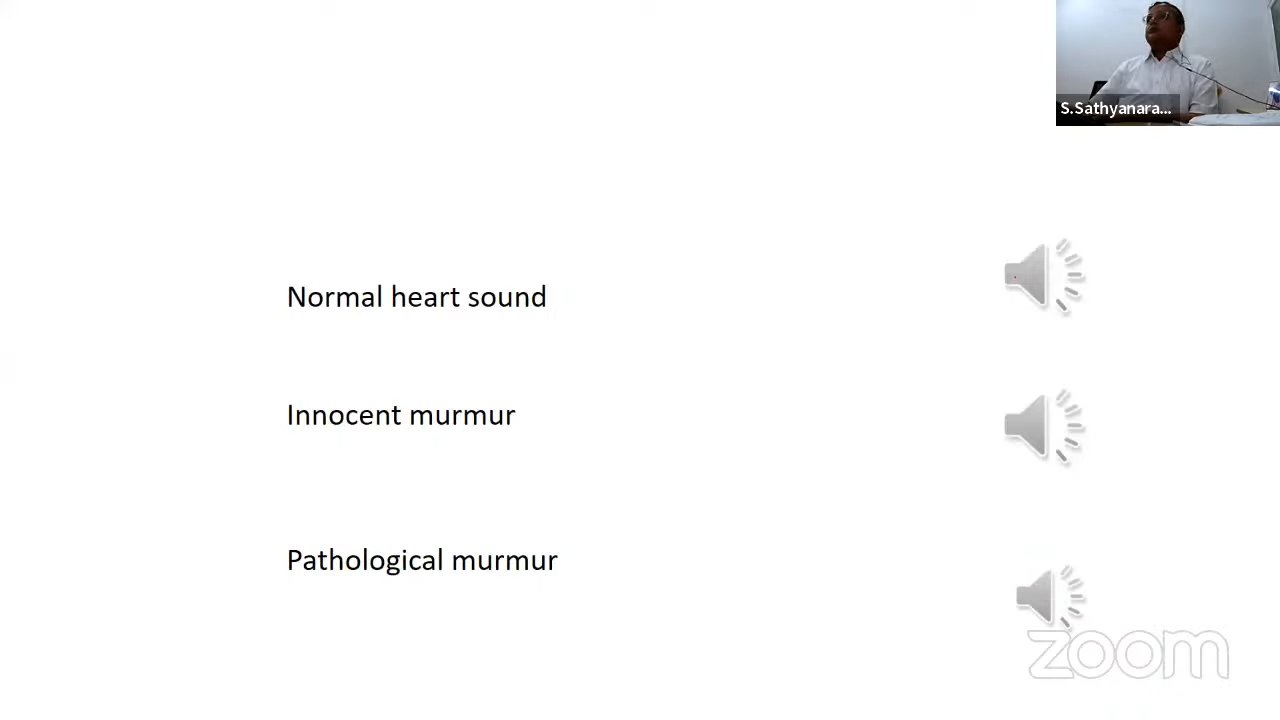 S.Sathyanara...
Normal heart sound
Innocent murmur
Pathological murmur
zoom